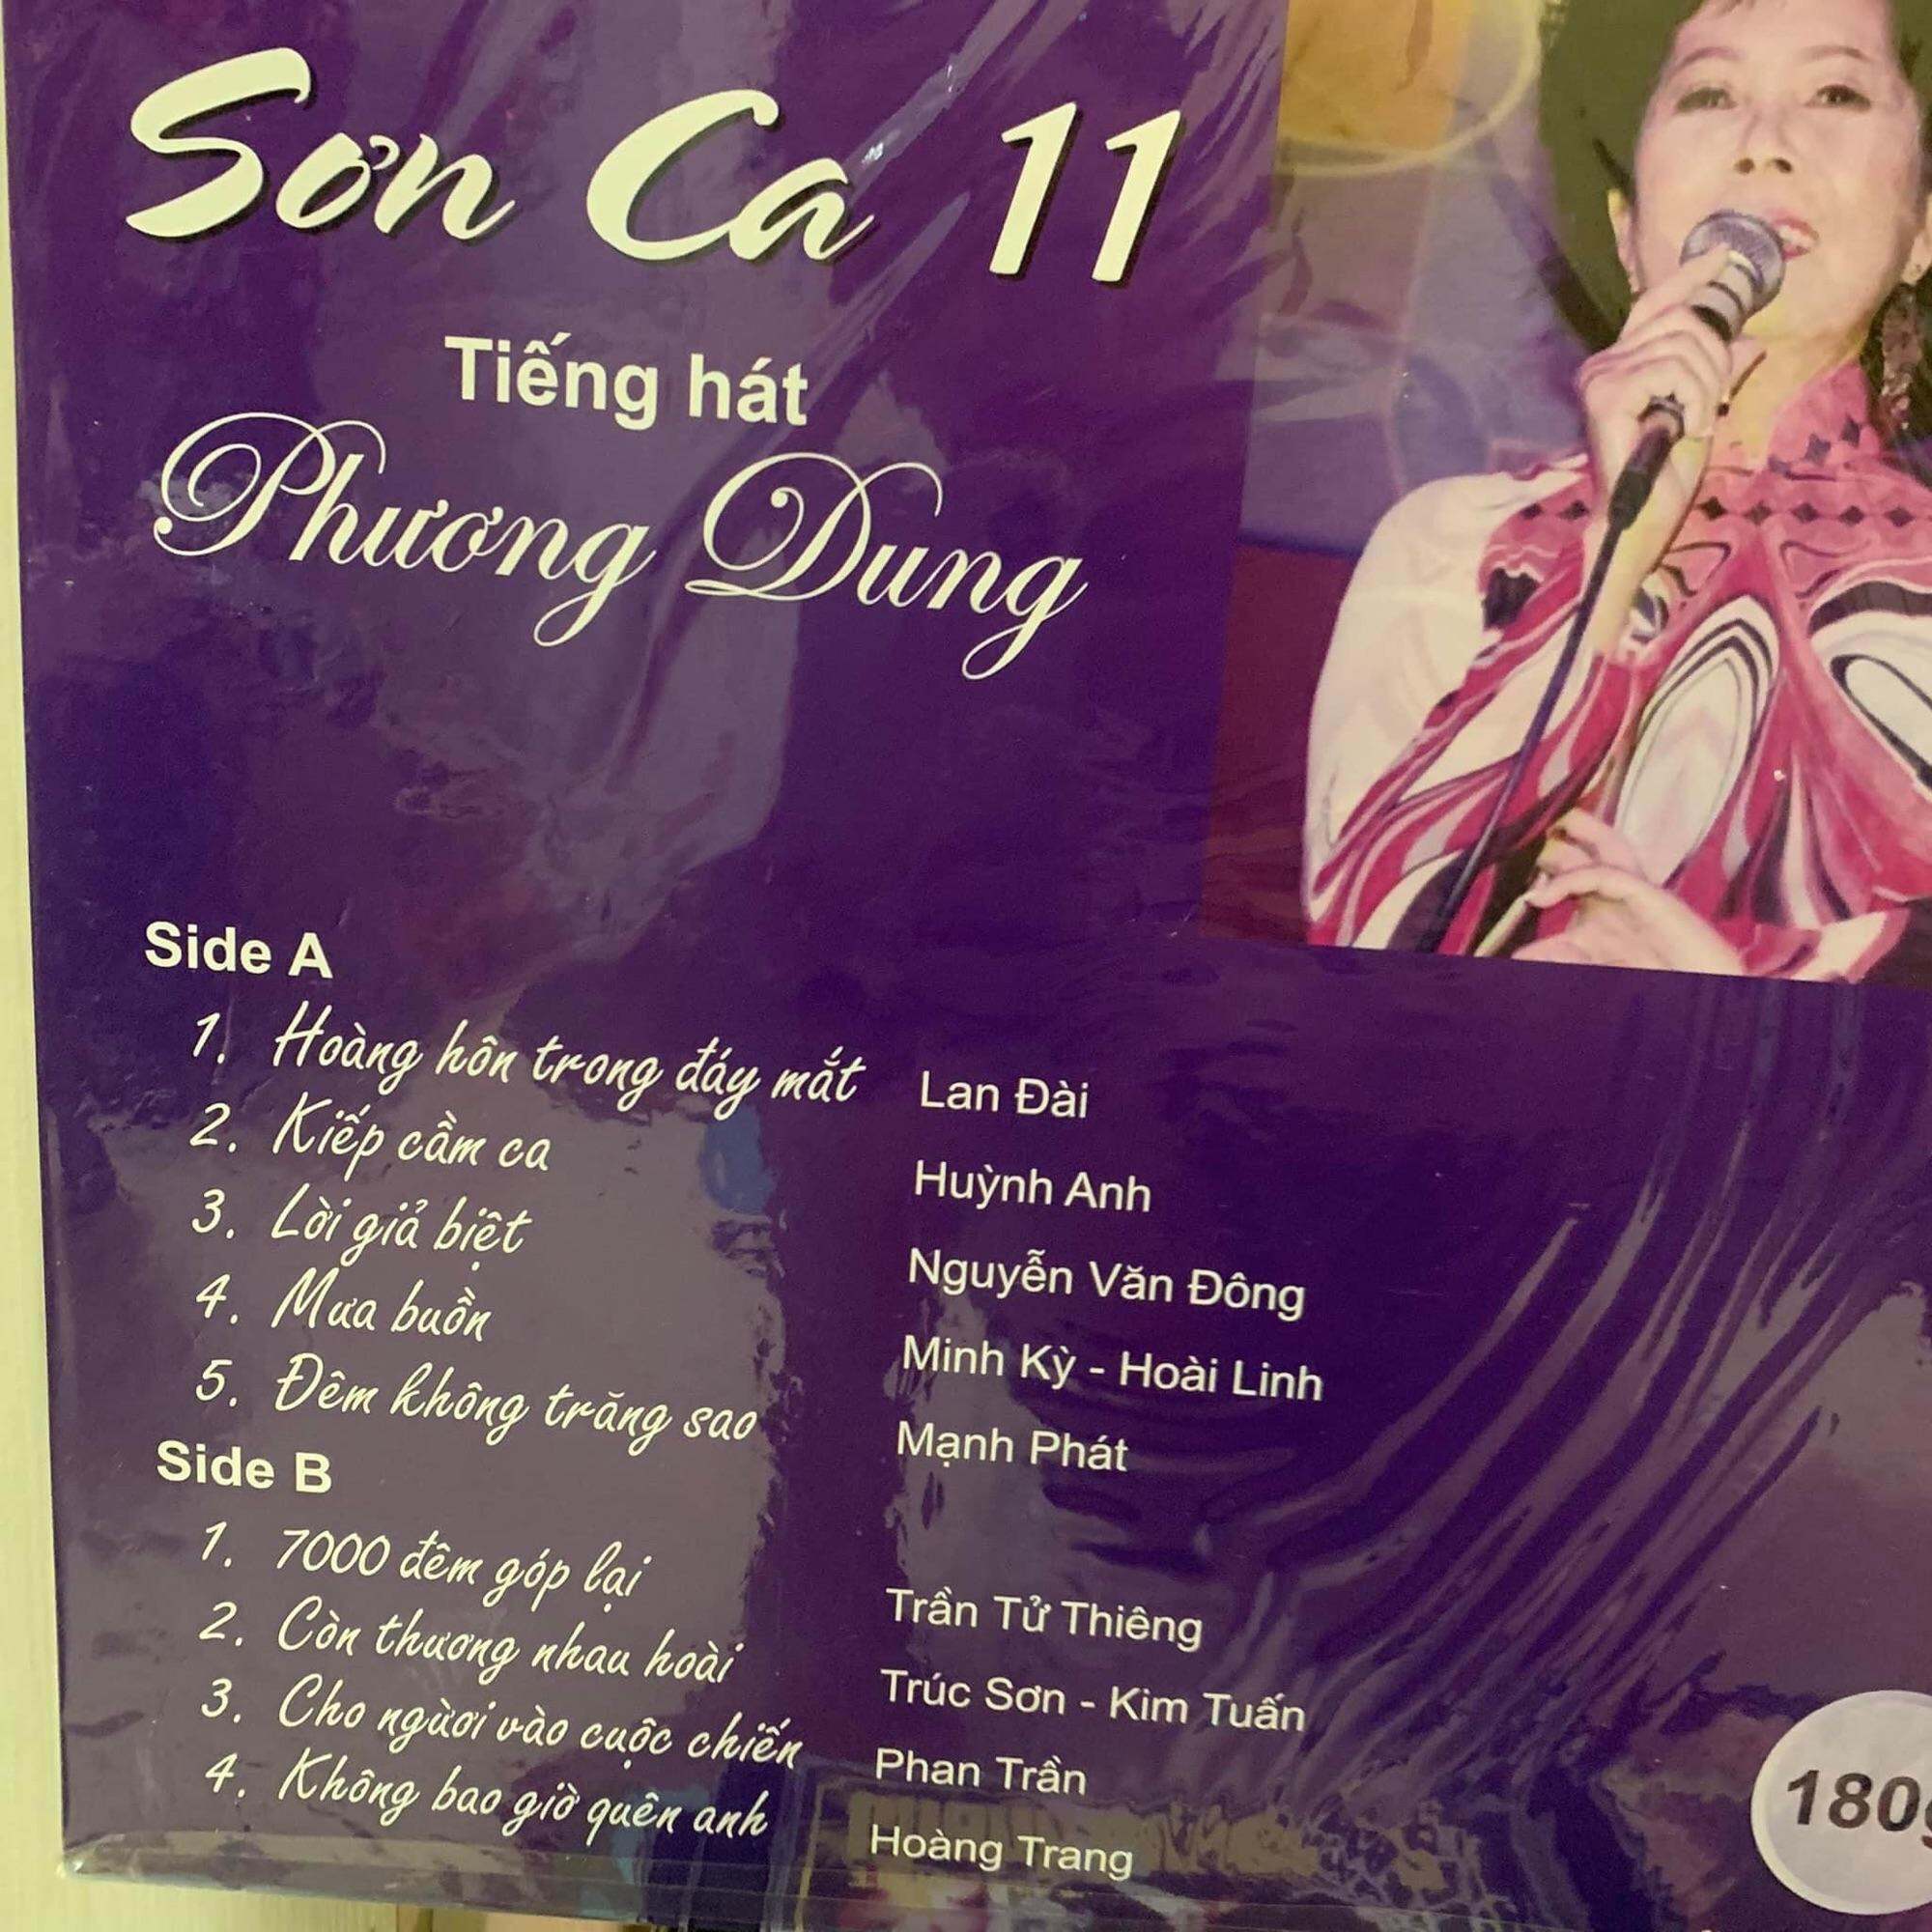 Sơn Ca 11
Tiếng hát
Phương Dung
Side A
1. Hoàng hôn trong đáy mắt Lan Đài
2. Kiếp cầm ca Huỳnh Anh
3. Lời giả biệt Nguyễn Văn Đông
4. Mưa buồn Minh Kỳ - Hoài Linh
5. Đêm không trăng sao Mạnh Phát
Side B
1. 7000 đêm góp lại Trần Tử Thiêng
2. Còn thương nhau hoài Trúc Sơn - Kim Tuấn
3. Cho người vào cuộc chiến Phan Trần
4. Không bao giờ quên anh Hoàng Trang
180g